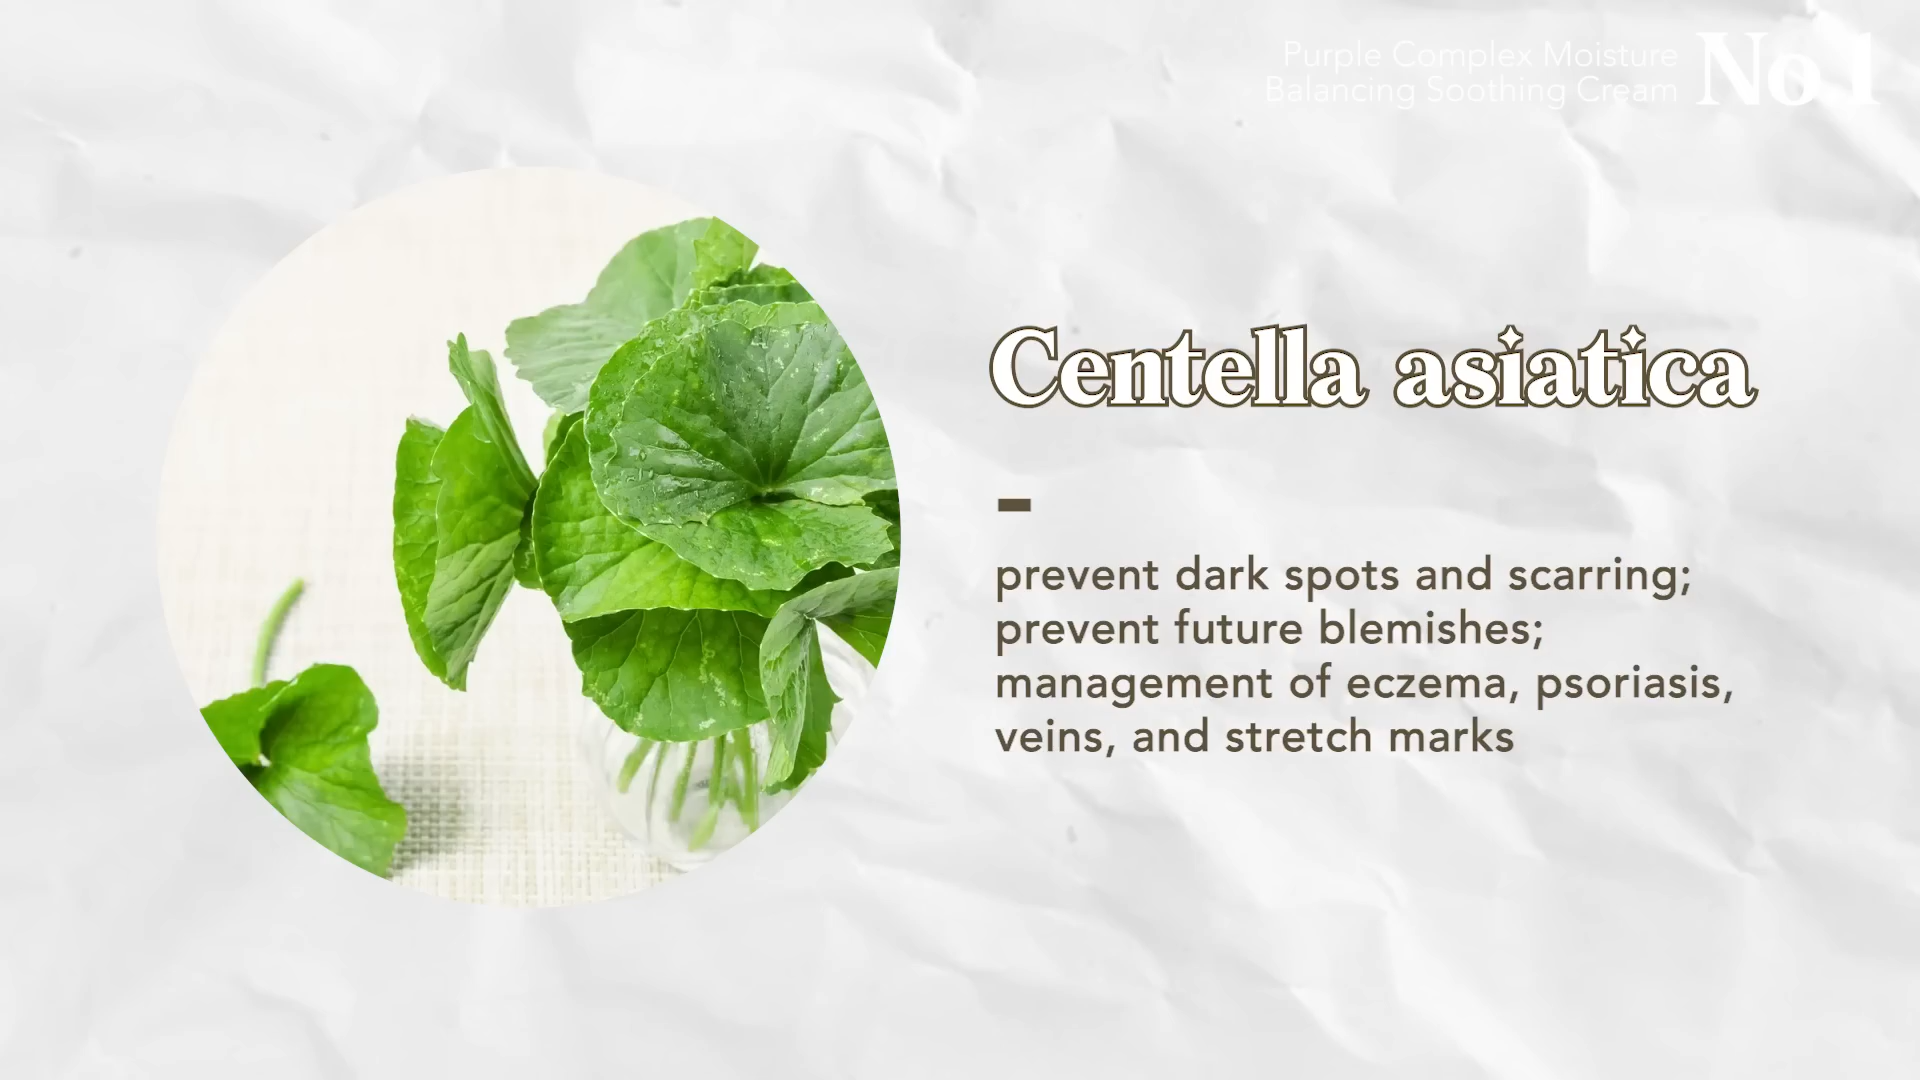 Purple Complex Moisture
Balancing Soothing Cream
No 1
Centella asiatica
-
prevent dark spots and scarring;
prevent future blemishes;
management of eczema, psoriasis,
veins, and stretch marks